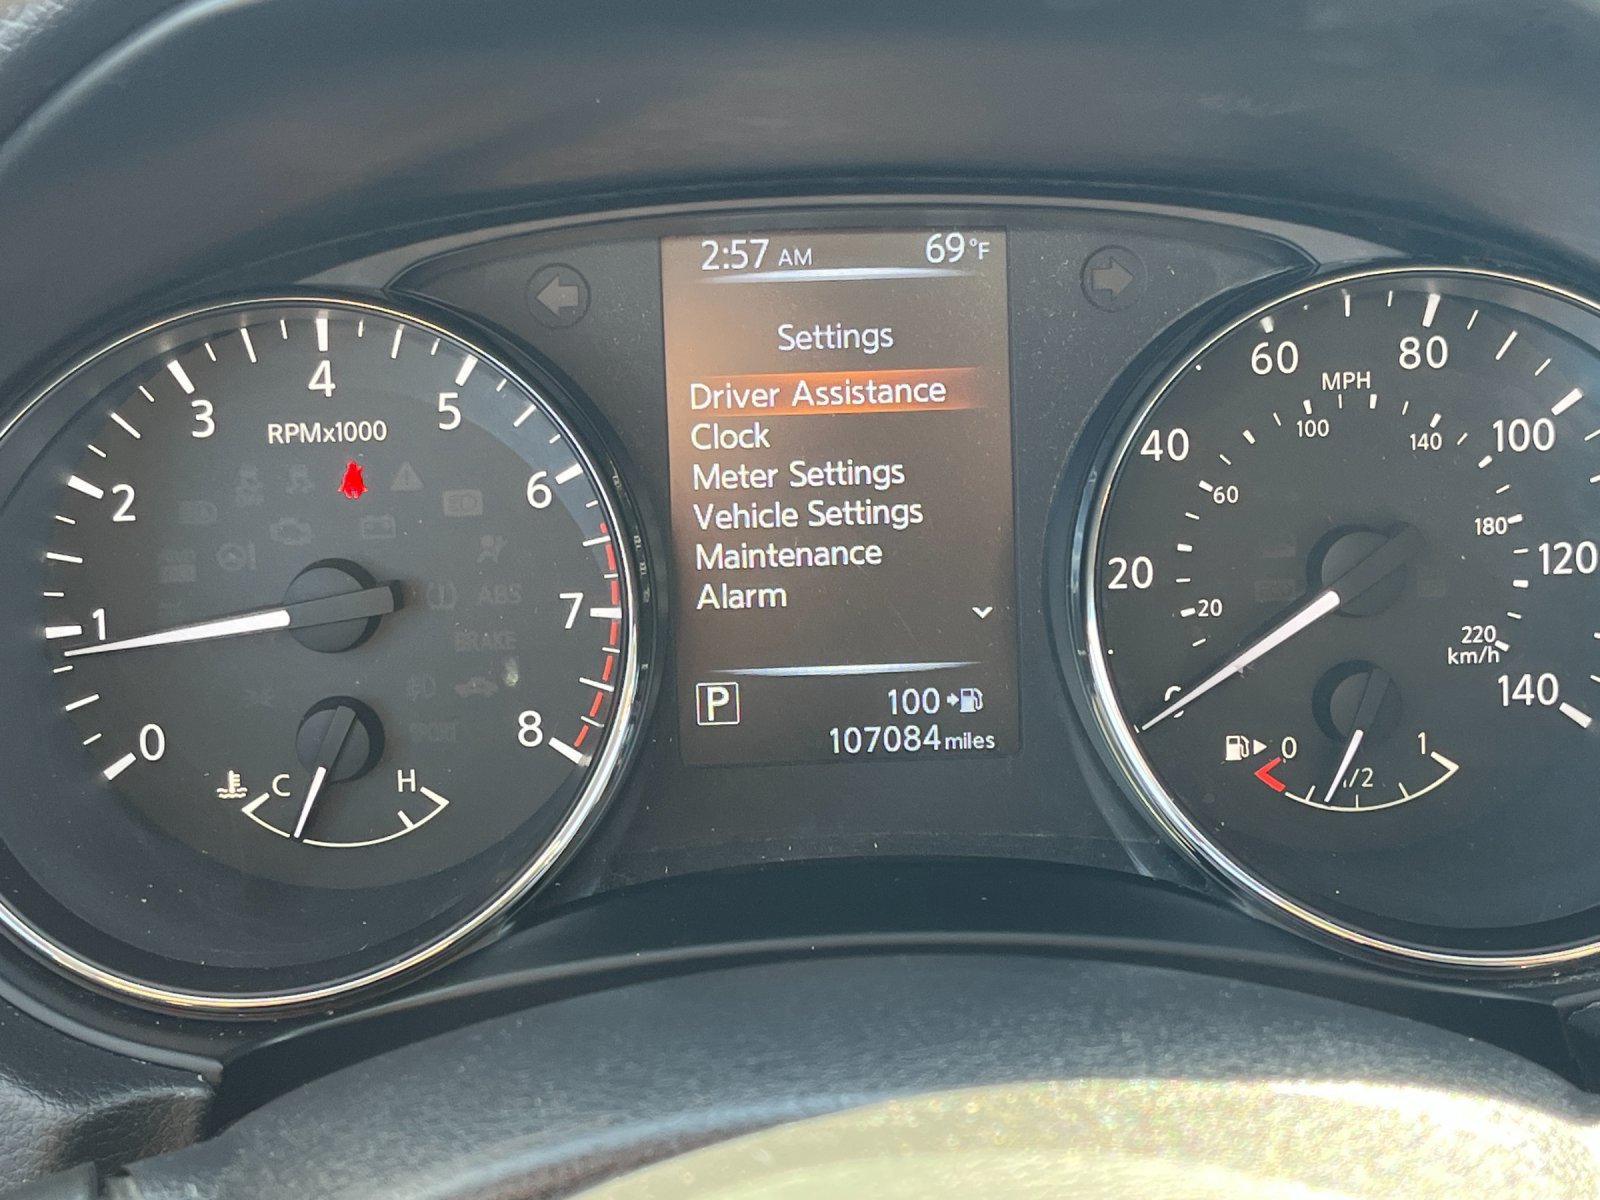 2:57 AM 69°F
Settings
Driver Assistance
Clock
Meter Settings
Vehicle Settings
Maintenance
Alarm
P 100
107084 miles
0 1 2 3 4 5 6 7 8
RPMx1000
ABS
BRAKE
C H
0 20 40 60 80 100 120 140
MPH
20 60 100 140 180 220
km/h
0 1/2 1